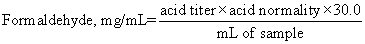 Formaldehyde, mg/mL=acid titer×acid normality×30.0
mL of sample